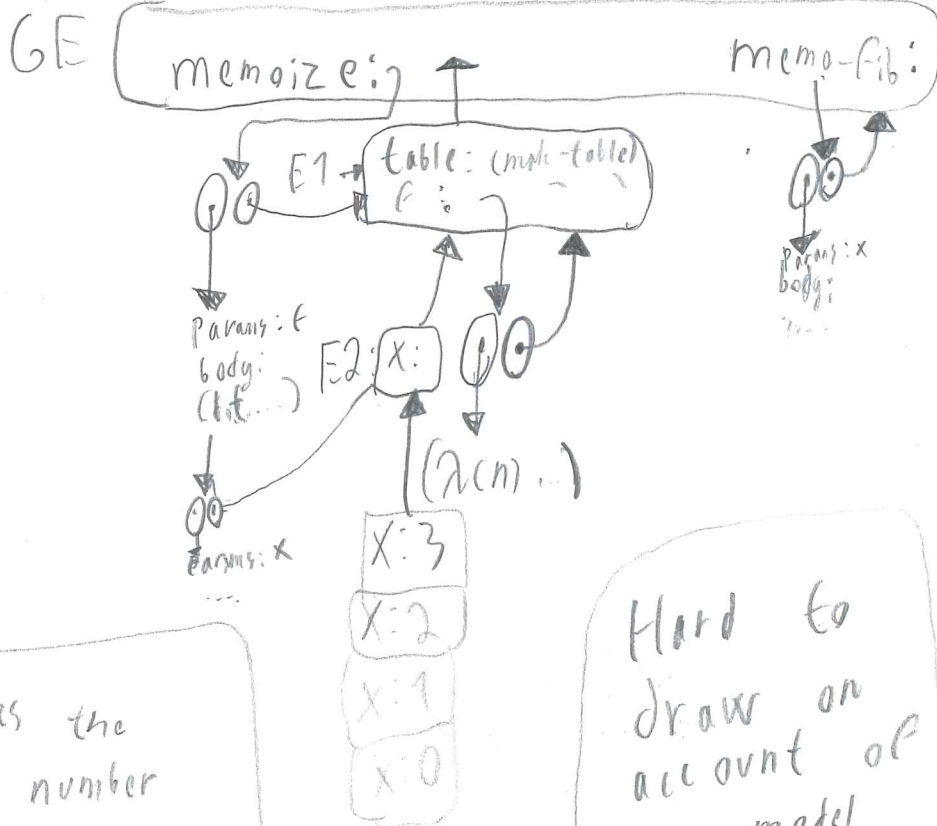 GE
memoize:
memo-fib:
E1
table: (mk-table)
f:
params: f
body:
(let...)
E2:
x:
(λ(n)...)
params: x
body:
params: x
....
X:3
X:2
X:1
X:0
the
number
Hard to
draw on
account of
model